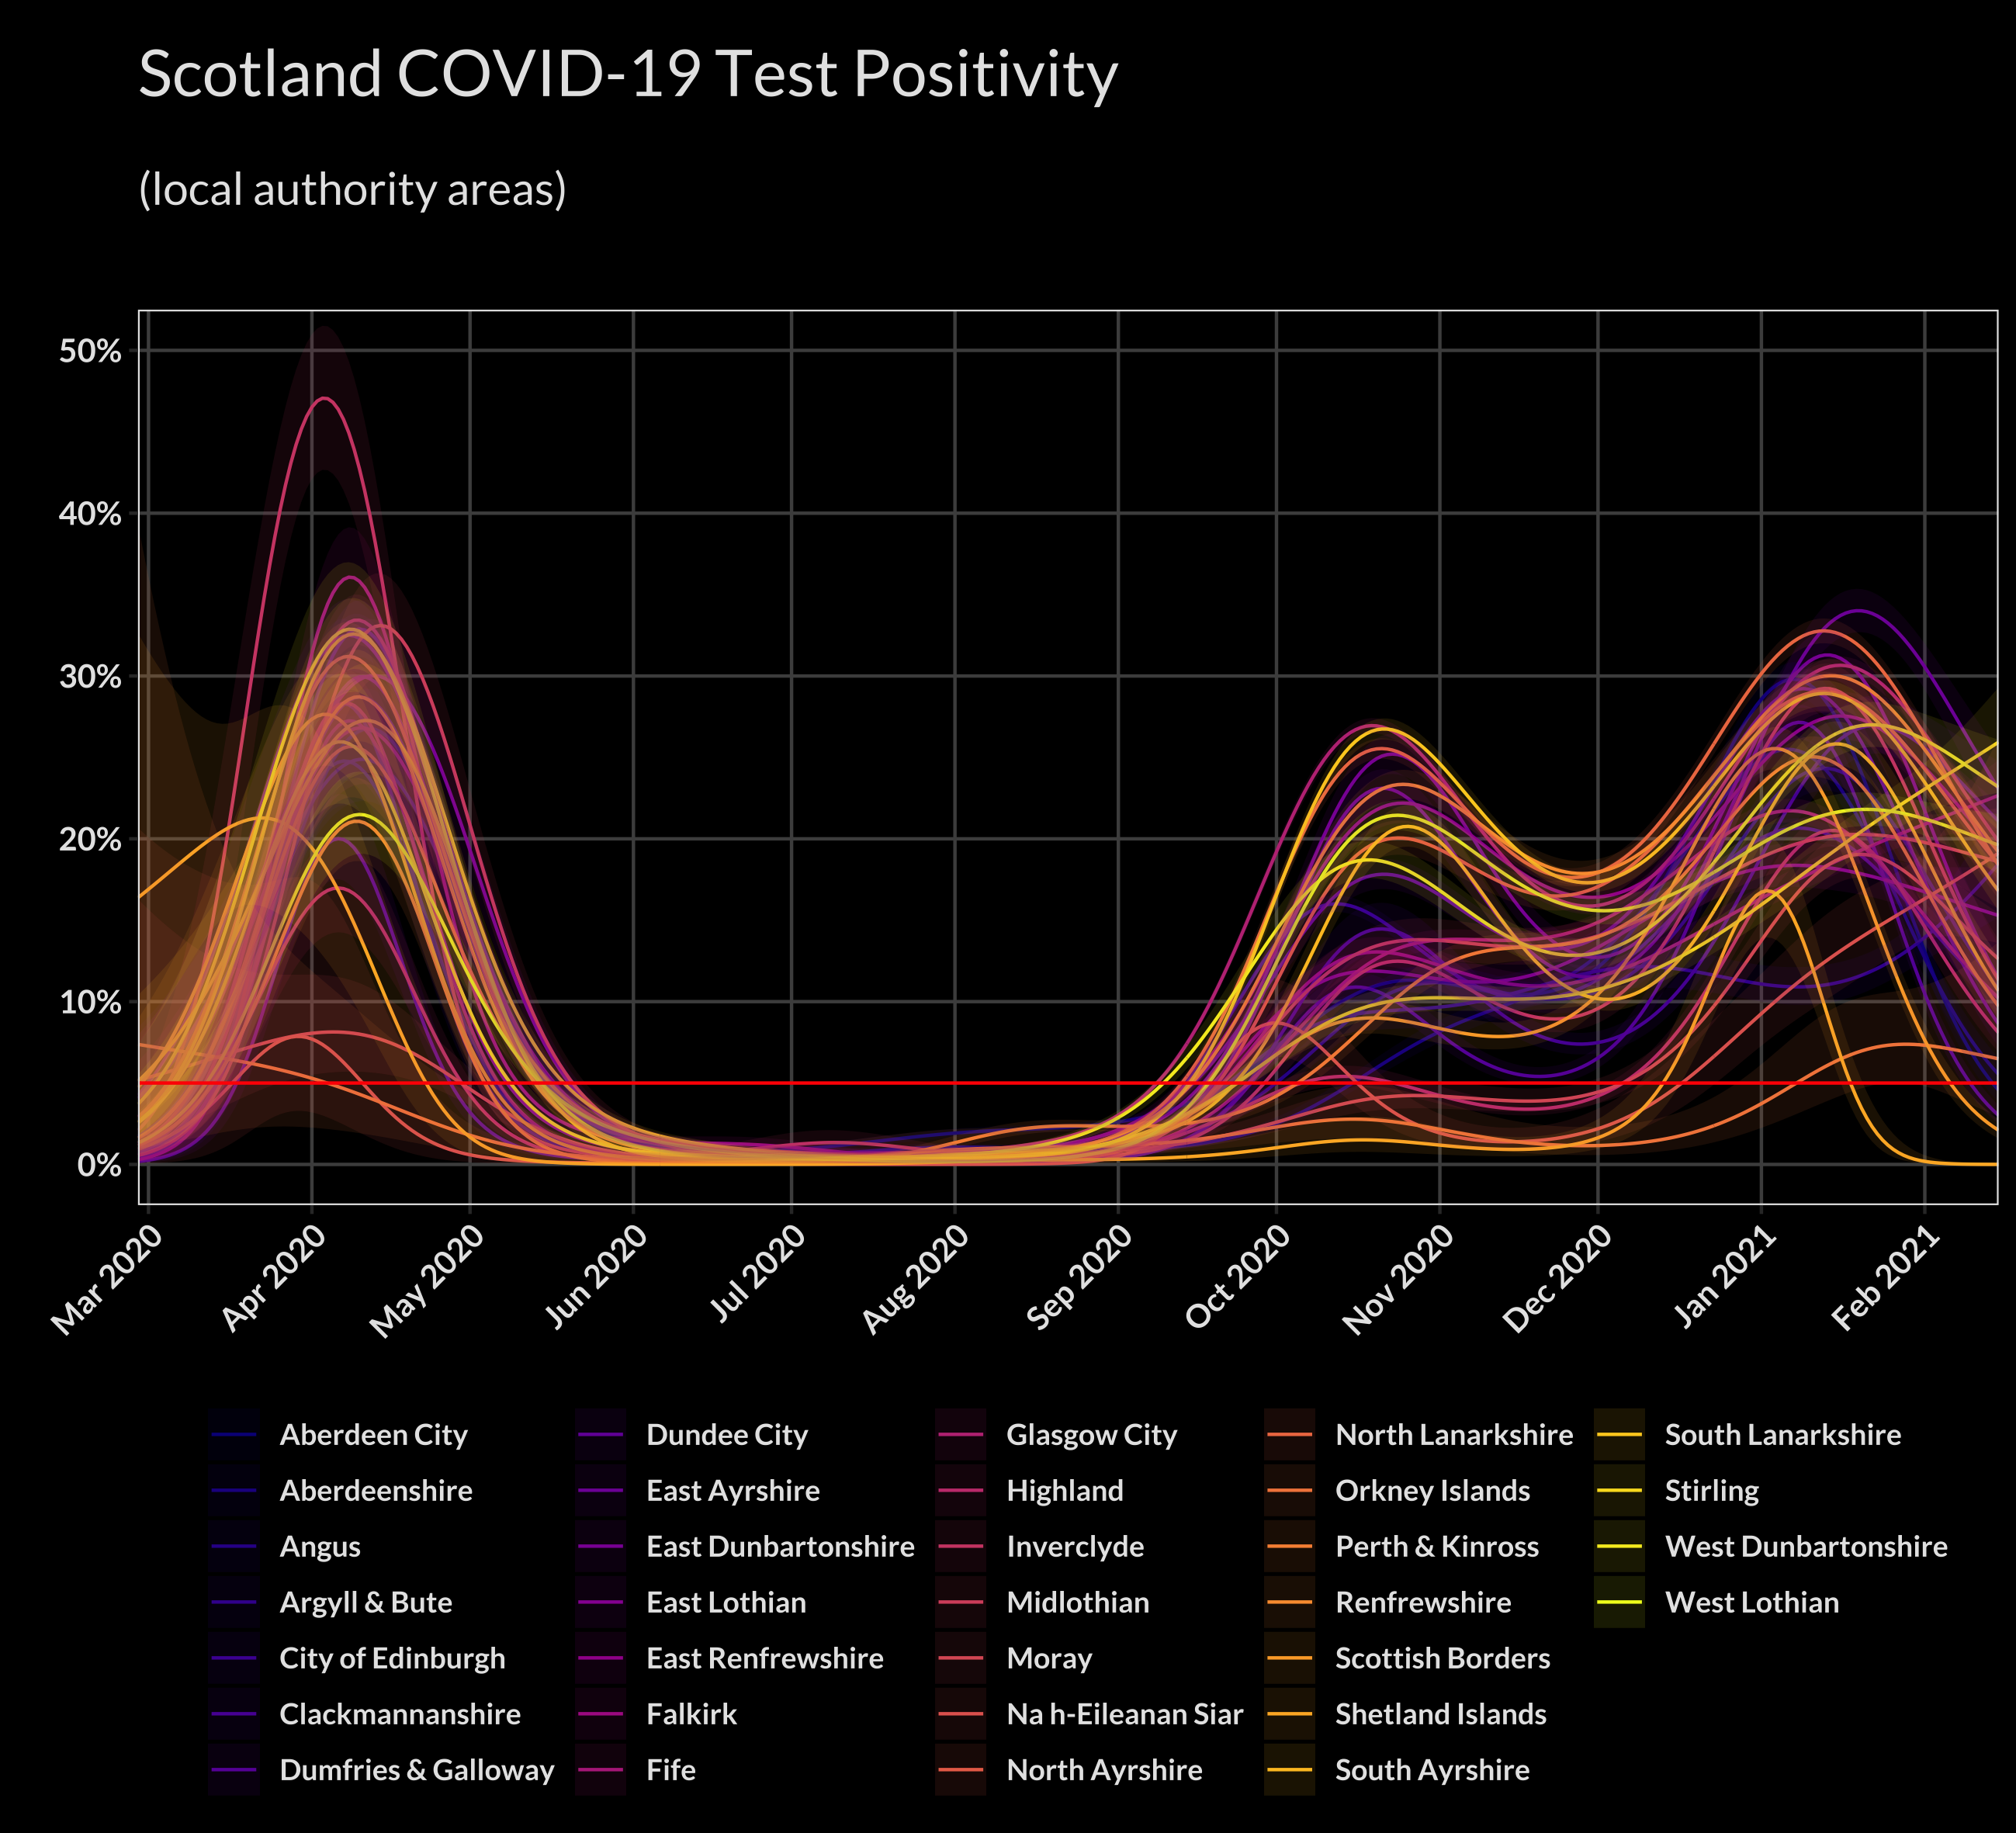 Scotland COVID-19 Test Positivity
(local authority areas)
50%
40%
30%
20%
10%
0%
Mar 2020
Apr 2020
May 2020
Jun 2020
Jul 2020
Aug 2020
Sep 2020
Oct 2020
Nov 2020
Dec 2020
Jan 2021
Feb 2021
Aberdeen City
Aberdeenshire
Angus
Argyll & Bute
City of Edinburgh
Clackmannanshire
Dumfries & Galloway
Dundee City
East Ayrshire
East Dunbartonshire
East Lothian
East Renfrewshire
Falkirk
Fife
Glasgow City
Highland
Inverclyde
Midlothian
Moray
Na h-Eileanan Siar
North Ayrshire
North Lanarkshire
Orkney Islands
Perth & Kinross
Renfrewshire
Scottish Borders
Shetland Islands
South Ayrshire
South Lanarkshire
Stirling
West Dunbartonshire
West Lothian